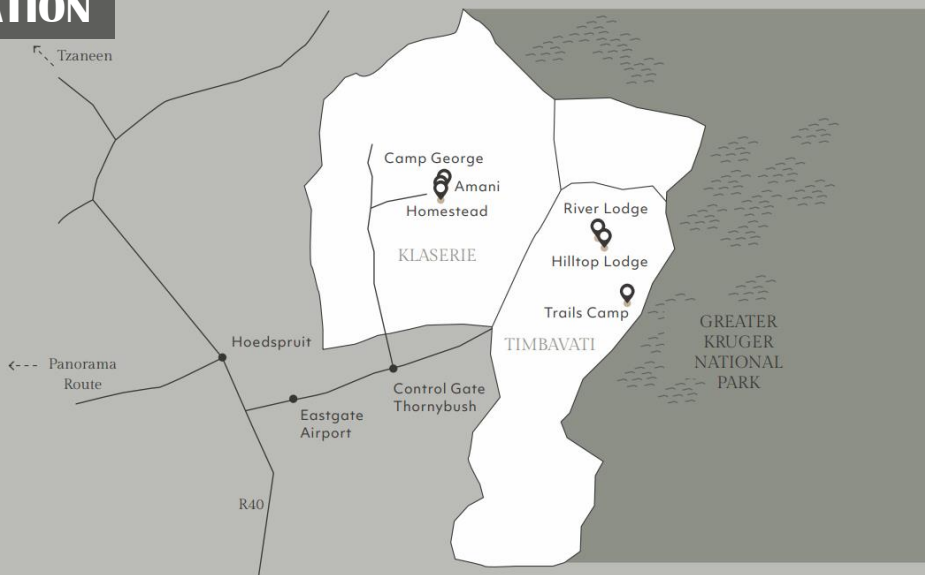 Tzaneen
Camp George
Amani
Homestead
River Lodge
KLASERIE
Hilltop Lodge
Trails Camp
GREATER
KRUGER
NATIONAL
PARK
TIMBAVATI
Hoedspruit
Panorama
Route
Control Gate
Thornybush
Eastgate
Airport
R40